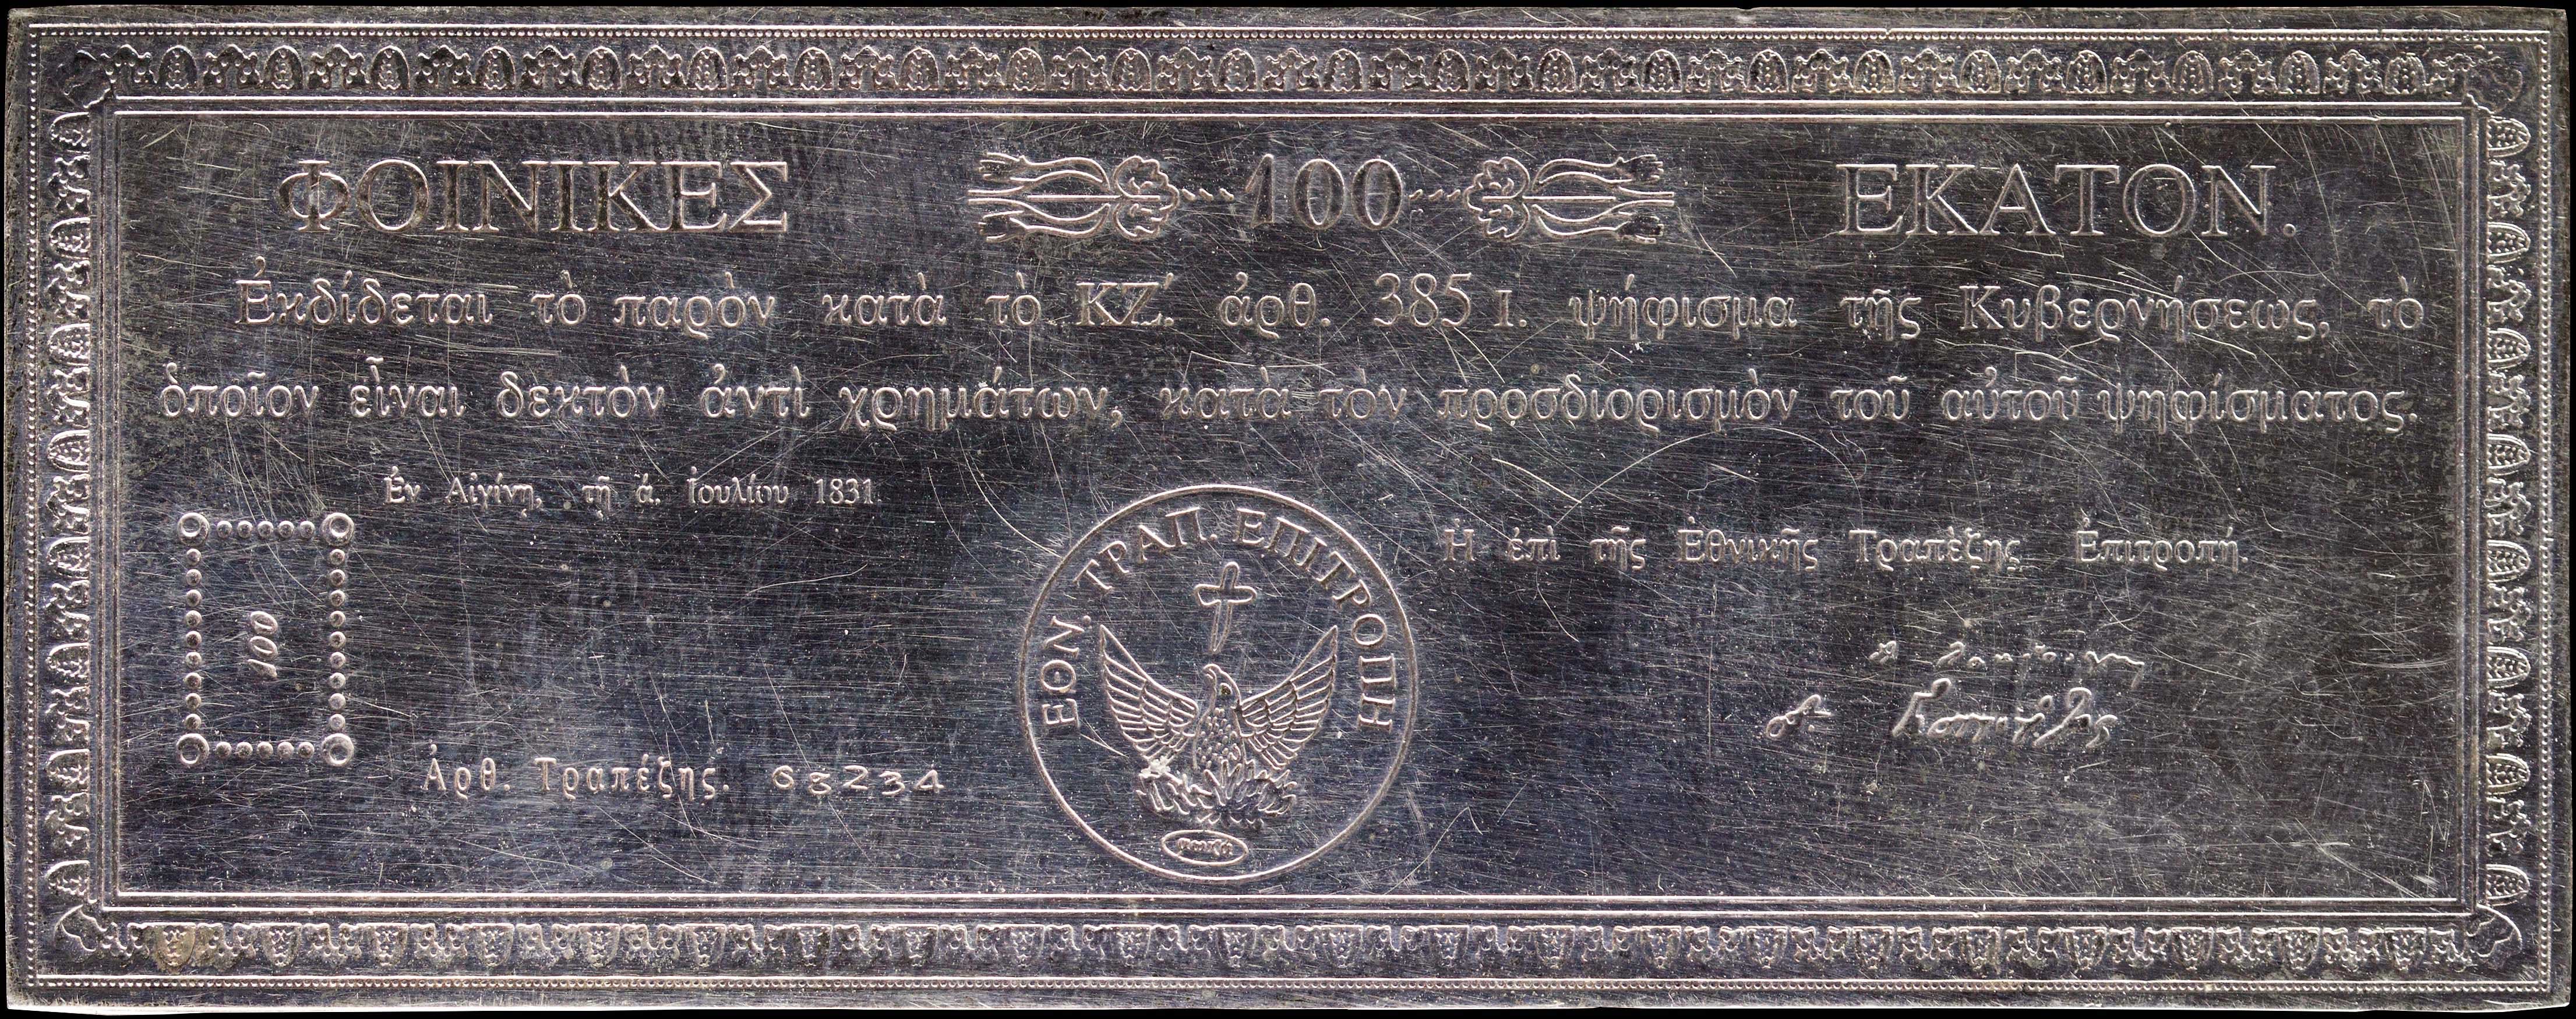 ΦΟΙΝΙΚΕΣ 100 ΕΚΑΤΟΝ.
Ἐκδίδεται τὸ παρὸν κατὰ τὸ ΚΖ΄. ἀρθ. 385 Ι. ψήφισμα τῆς Κυβερνήσεως, τὸ
ὁποῖον εἶναι δεκτὸν ἀντὶ χρημάτων, κατὰ τὸν προσδιορισμὸν τοῦ αὐτοῦ ψηφίσματος.
Ἐν Αἰγίνῃ, τῇ ά. Ἰουλίου 1831.
ΕΘΝ. ΤΡΑΠ. ΕΠΙΤΡΟΠΗ
Ἡ ἐπὶ τῆς Ἐθνικῆς Τραπέζης Ἐπιτροπή.
100
Ἀρθ. Τραπέζης. 68234